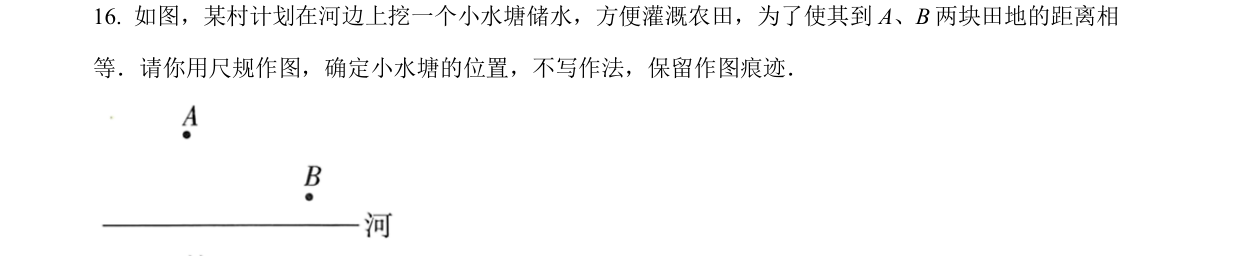 16. 如图，某村计划在河边上挖一个小水塘储水，方便灌溉农田，为了使其到 A、B 两块田地的距离相
等．请你用尺规作图，确定小水塘的位置，不写作法，保留作图痕迹．
A
B
河